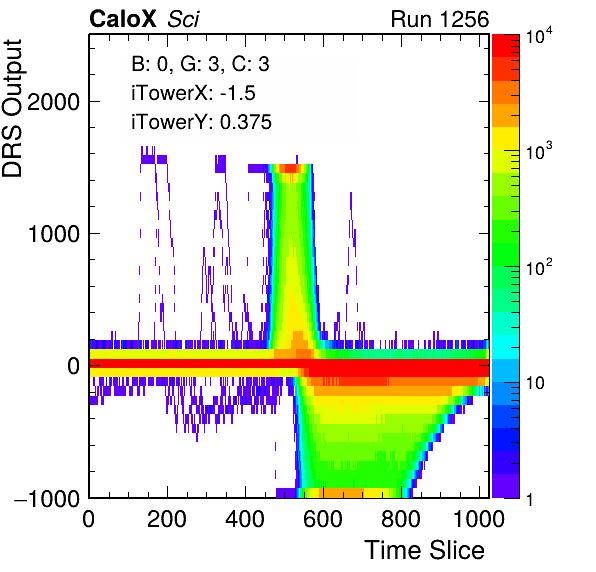 CaloX Sci Run 1256
B: 0, G: 3, C: 3
iTowerX: -1.5
iTowerY: 0.375
DRS Output
2000
1000
0
−1000
0 200 400 600 800 1000
Time Slice
10^4
10^3
10^2
10
1